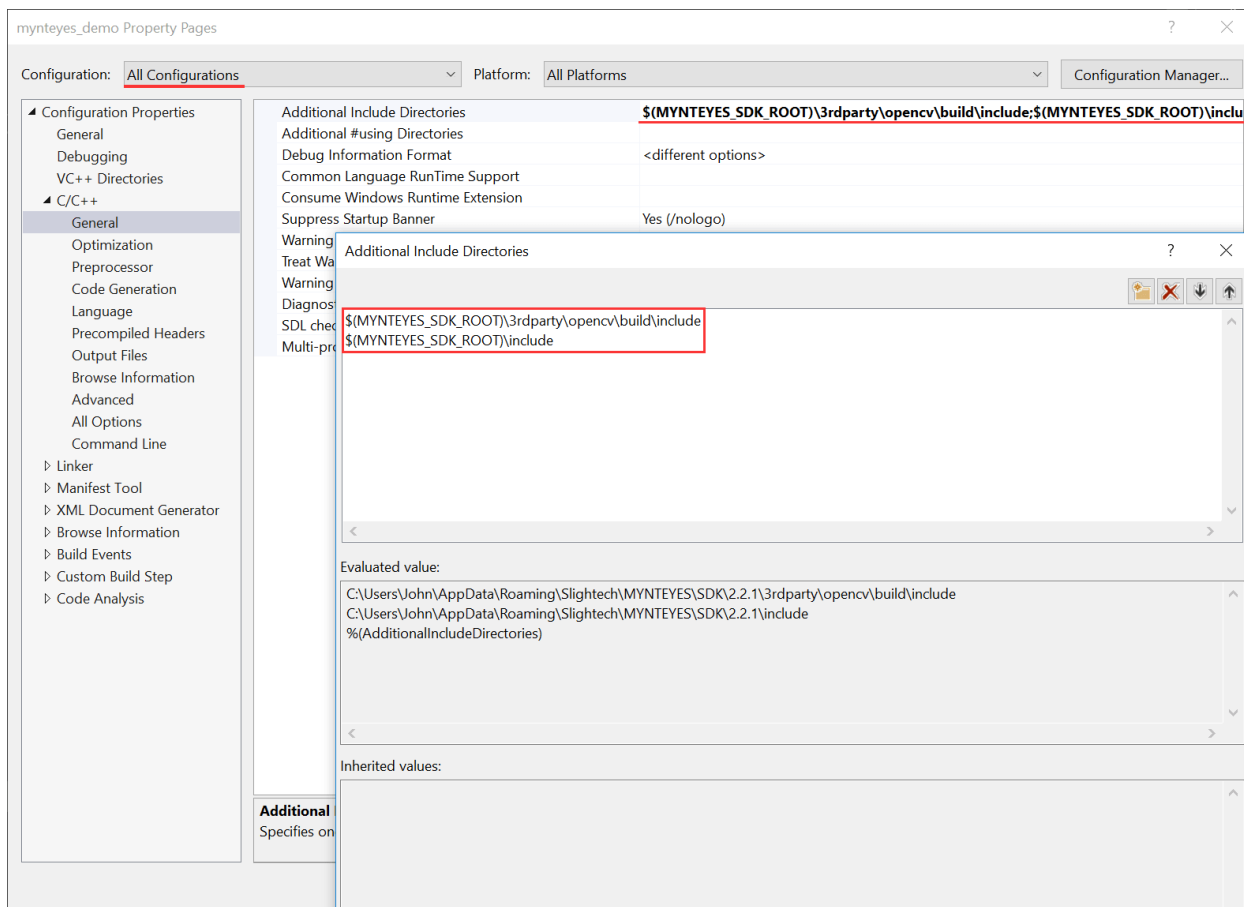 mynteyes_demo Property Pages
Configuration: All Configurations Platform: All Platforms Configuration Manager...
Configuration Properties
General
Debugging
VC++ Directories
C/C++
General
Optimization
Preprocessor
Code Generation
Language
Precompiled Headers
Output Files
Browse Information
Advanced
All Options
Command Line
Linker
Manifest Tool
XML Document Generator
Browse Information
Build Events
Custom Build Step
Code Analysis
Additional Include Directories $(MYNTEYES_SDK_ROOT)\3rdparty\opencv\build\include;$(MYNTEYES_SDK_ROOT)\inclu
Additional #using Directories
Debug Information Format <different options>
Common Language RunTime Support
Consume Windows Runtime Extension
Suppress Startup Banner Yes (/nologo)
Warning
Treat Wa
Warning
Diagnos
SDL chec
Multi-pro
Additional
Specifies on
Additional Include Directories
$(MYNTEYES_SDK_ROOT)\3rdparty\opencv\build\include
$(MYNTEYES_SDK_ROOT)\include
Evaluated value:
C:\Users\John\AppData\Roaming\Slightech\MYNTEYES\SDK\2.2.1\3rdparty\opencv\build\include
C:\Users\John\AppData\Roaming\Slightech\MYNTEYES\SDK\2.2.1\include
%(AdditionalIncludeDirectories)
Inherited values: